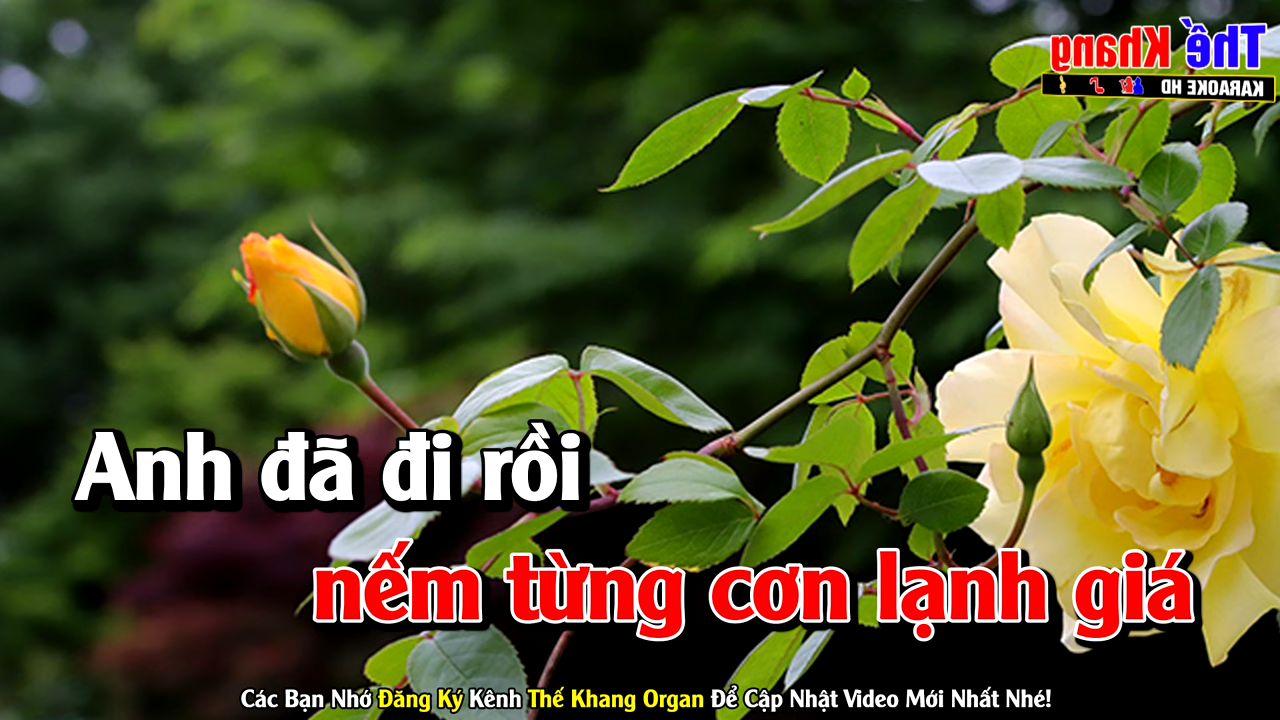 Thế Khang
KARAOKE HD
Anh đã đi rồi
nếm từng cơn lạnh giá
Các Bạn Nhớ Đăng Ký Kênh Thế Khang Organ Để Cập Nhật Video Mới Nhất Nhé!